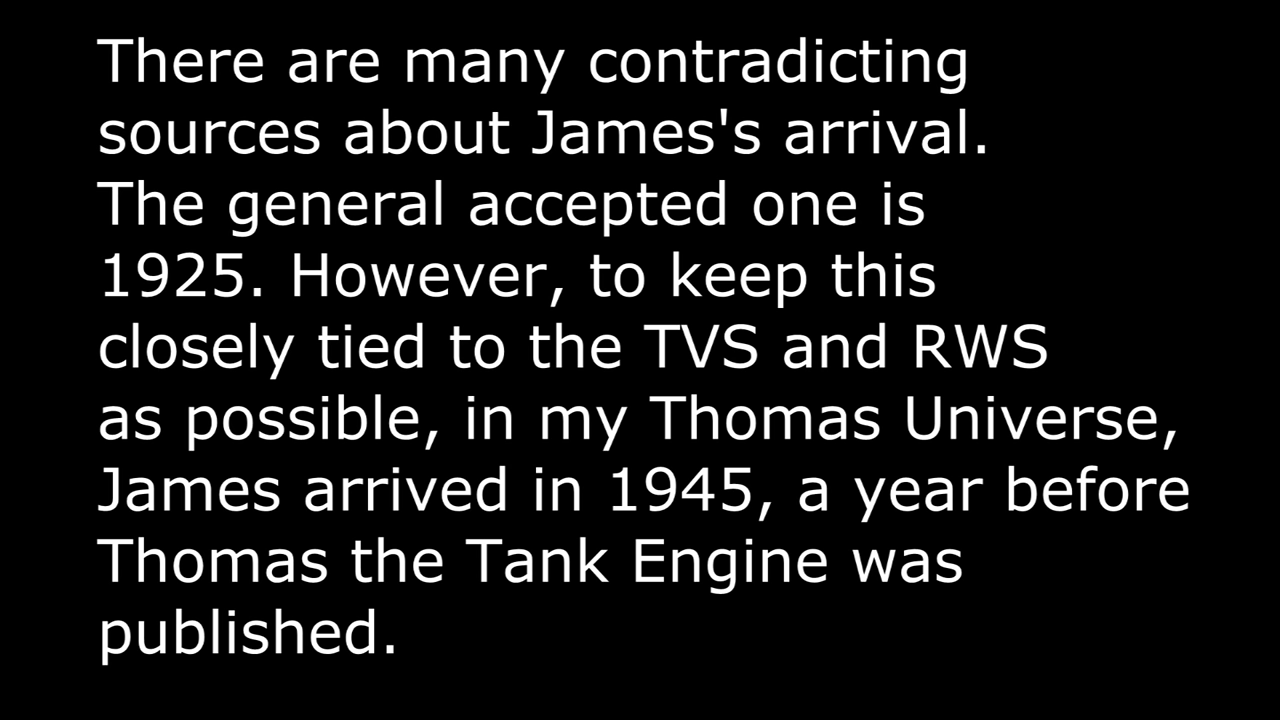 There are many contradicting
sources about James's arrival.
The general accepted one is
1925. However, to keep this
closely tied to the TVS and RWS
as possible, in my Thomas Universe,
James arrived in 1945, a year before
Thomas the Tank Engine was
published.